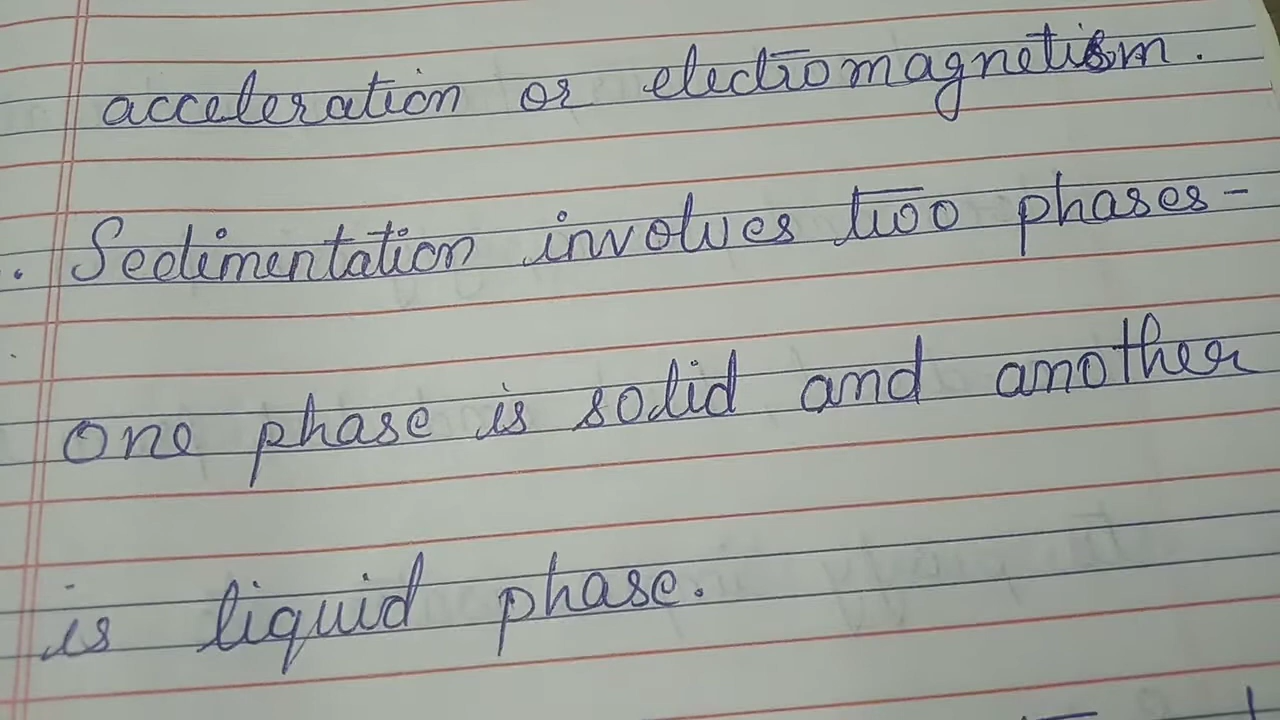 acceleration or electromagnetism.
. Sedimentation involves two phases-
one phase is solid and another
is liquid phase.